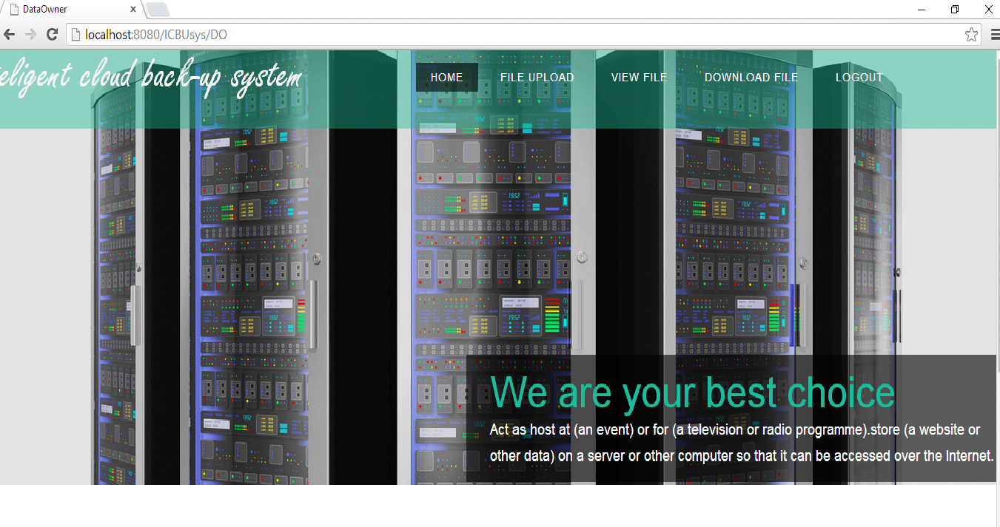 DataOwner
localhost:8080/ICBUsys/DO
teligent cloud back-up system
HOME FILE UPLOAD VIEW FILE DOWNLOAD FILE LOGOUT
We are your best choice
Act as host at (an event) or for (a television or radio programme).store (a website or
other data) on a server or other computer so that it can be accessed over the Internet.